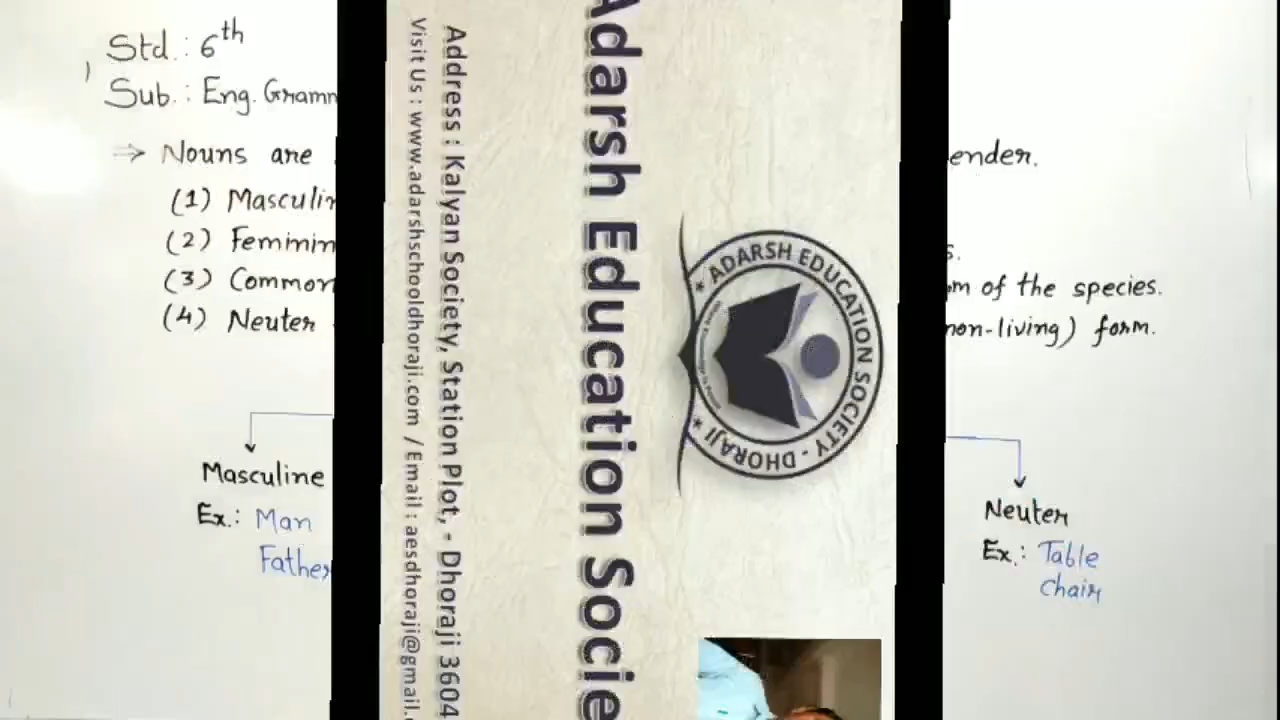 Std.: 6th
Sub.: Eng. Gramm
⇒ Nouns are
ender.
(1) Masculin
(2) Feminin
s.
(3) Common
m of the species.
(4) Neuter
non-living) form.
Masculine
Ex.: Man
Father
Neuter
Ex.: Table
chair
ADARSH EDUCATION SOCIETY - DHORAJI
Adarsh Education Socie
Address : Kalyan Society, Station Plot, - Dhoraji 3604
Visit Us : www.adarshschooldhoraji.com / Email : aesdhoraji@gmail.